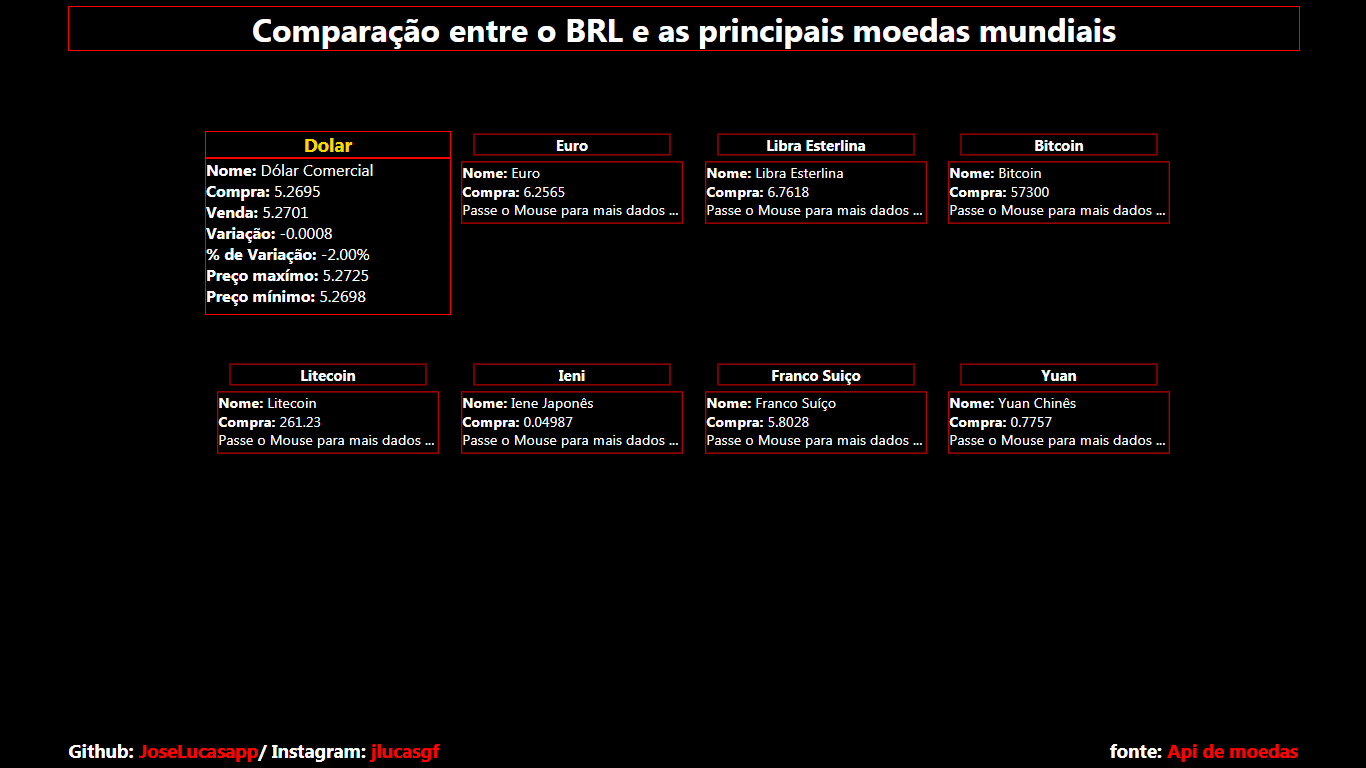 Comparação entre o BRL e as principais moedas mundiais
Dolar
Nome: Dólar Comercial
Compra: 5.2695
Venda: 5.2701
Variação: -0.0008
% de Variação: -2.00%
Preço maxímo: 5.2725
Preço mínimo: 5.2698
Euro
Nome: Euro
Compra: 6.2565
Passe o Mouse para mais dados ...
Libra Esterlina
Nome: Libra Esterlina
Compra: 6.7618
Passe o Mouse para mais dados ...
Bitcoin
Nome: Bitcoin
Compra: 57300
Passe o Mouse para mais dados ...
Litecoin
Nome: Litecoin
Compra: 261.23
Passe o Mouse para mais dados ...
Ieni
Nome: Iene Japonês
Compra: 0.04987
Passe o Mouse para mais dados ...
Franco Suiço
Nome: Franco Suíço
Compra: 5.8028
Passe o Mouse para mais dados ...
Yuan
Nome: Yuan Chinês
Compra: 0.7757
Passe o Mouse para mais dados ...
Github: JoseLucasapp/ Instagram: jlucasgf
fonte: Api de moedas